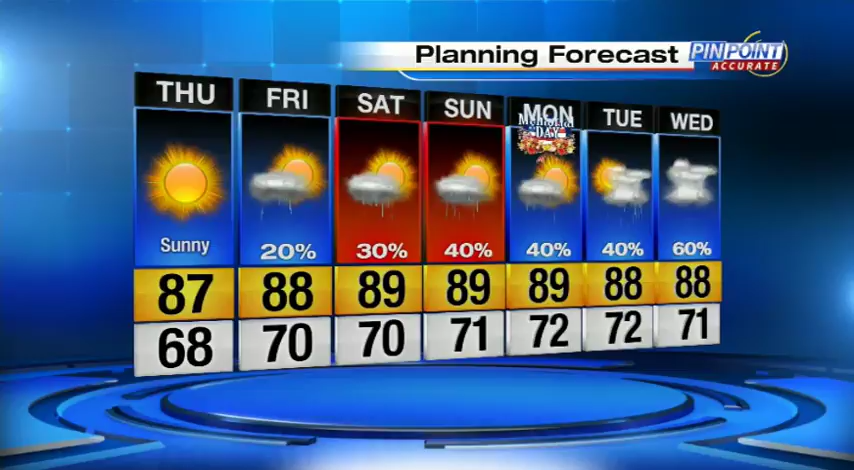 Planning Forecast PINPOINT
ACCURATE
THU FRI SAT SUN MON TUE WED
Memorial
DAY
Sunny 20% 30% 40% 40% 40% 60%
87 88 89 89 89 88 88
68 70 70 71 72 72 71